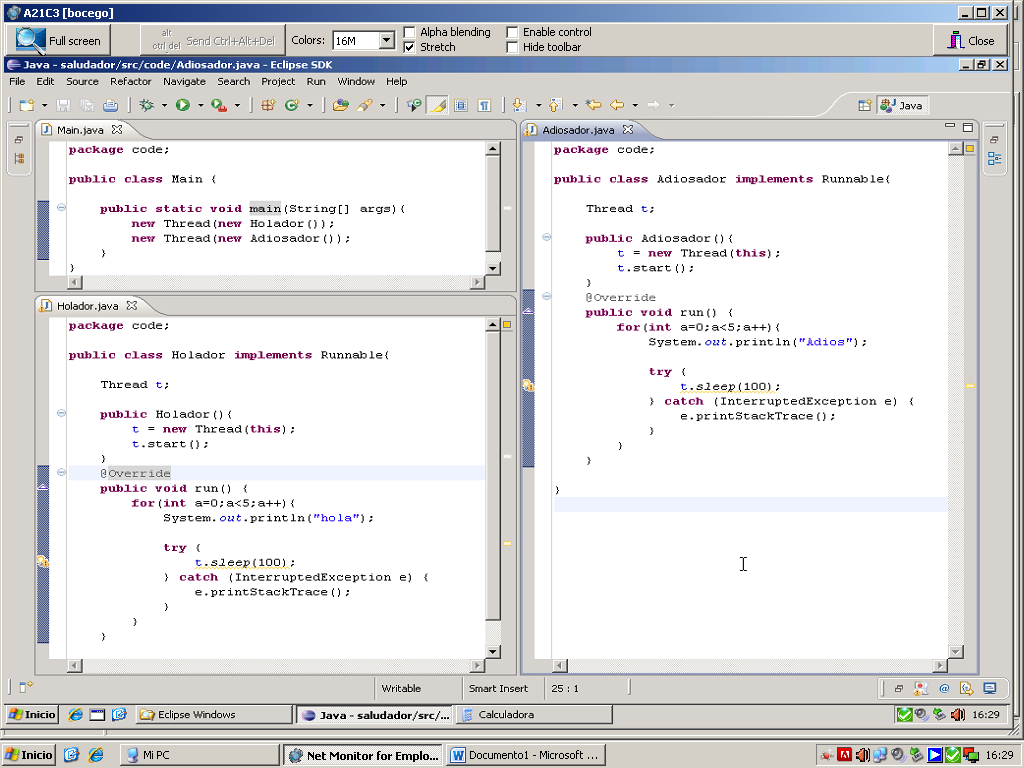 A21C3 [bocego]
Full screen
alt
ctrl del
Send Ctrl+Alt+Del
Colors:
16M
Alpha blending
Stretch
Enable control
Hide toolbar
Close
Java - saludador/src/code/Adiosador.java - Eclipse SDK
File Edit Source Refactor Navigate Search Project Run Window Help
Java
Main.java
package code;
public class Main {
public static void main(String[] args){
new Thread(new Holador());
new Thread(new Adiosador());
}
}
Holador.java
package code;
public class Holador implements Runnable{
Thread t;
public Holador(){
t = new Thread(this);
t.start();
}
@Override
public void run() {
for(int a=0;a<5;a++){
System.out.println("hola");
try {
t.sleep(100);
} catch (InterruptedException e) {
e.printStackTrace();
}
}
}
Adiosador.java
package code;
public class Adiosador implements Runnable{
Thread t;
public Adiosador(){
t = new Thread(this);
t.start();
}
@Override
public void run() {
for(int a=0;a<5;a++){
System.out.println("Adios");
try {
t.sleep(100);
} catch (InterruptedException e) {
e.printStackTrace();
}
}
}
}
Writable
Smart Insert
25 : 1
Inicio
Eclipse Windows
Java - saludador/src/...
Calculadora
16:29
Inicio
Mi PC
Net Monitor for Emplo...
Documento1 - Microsoft ...
16:29